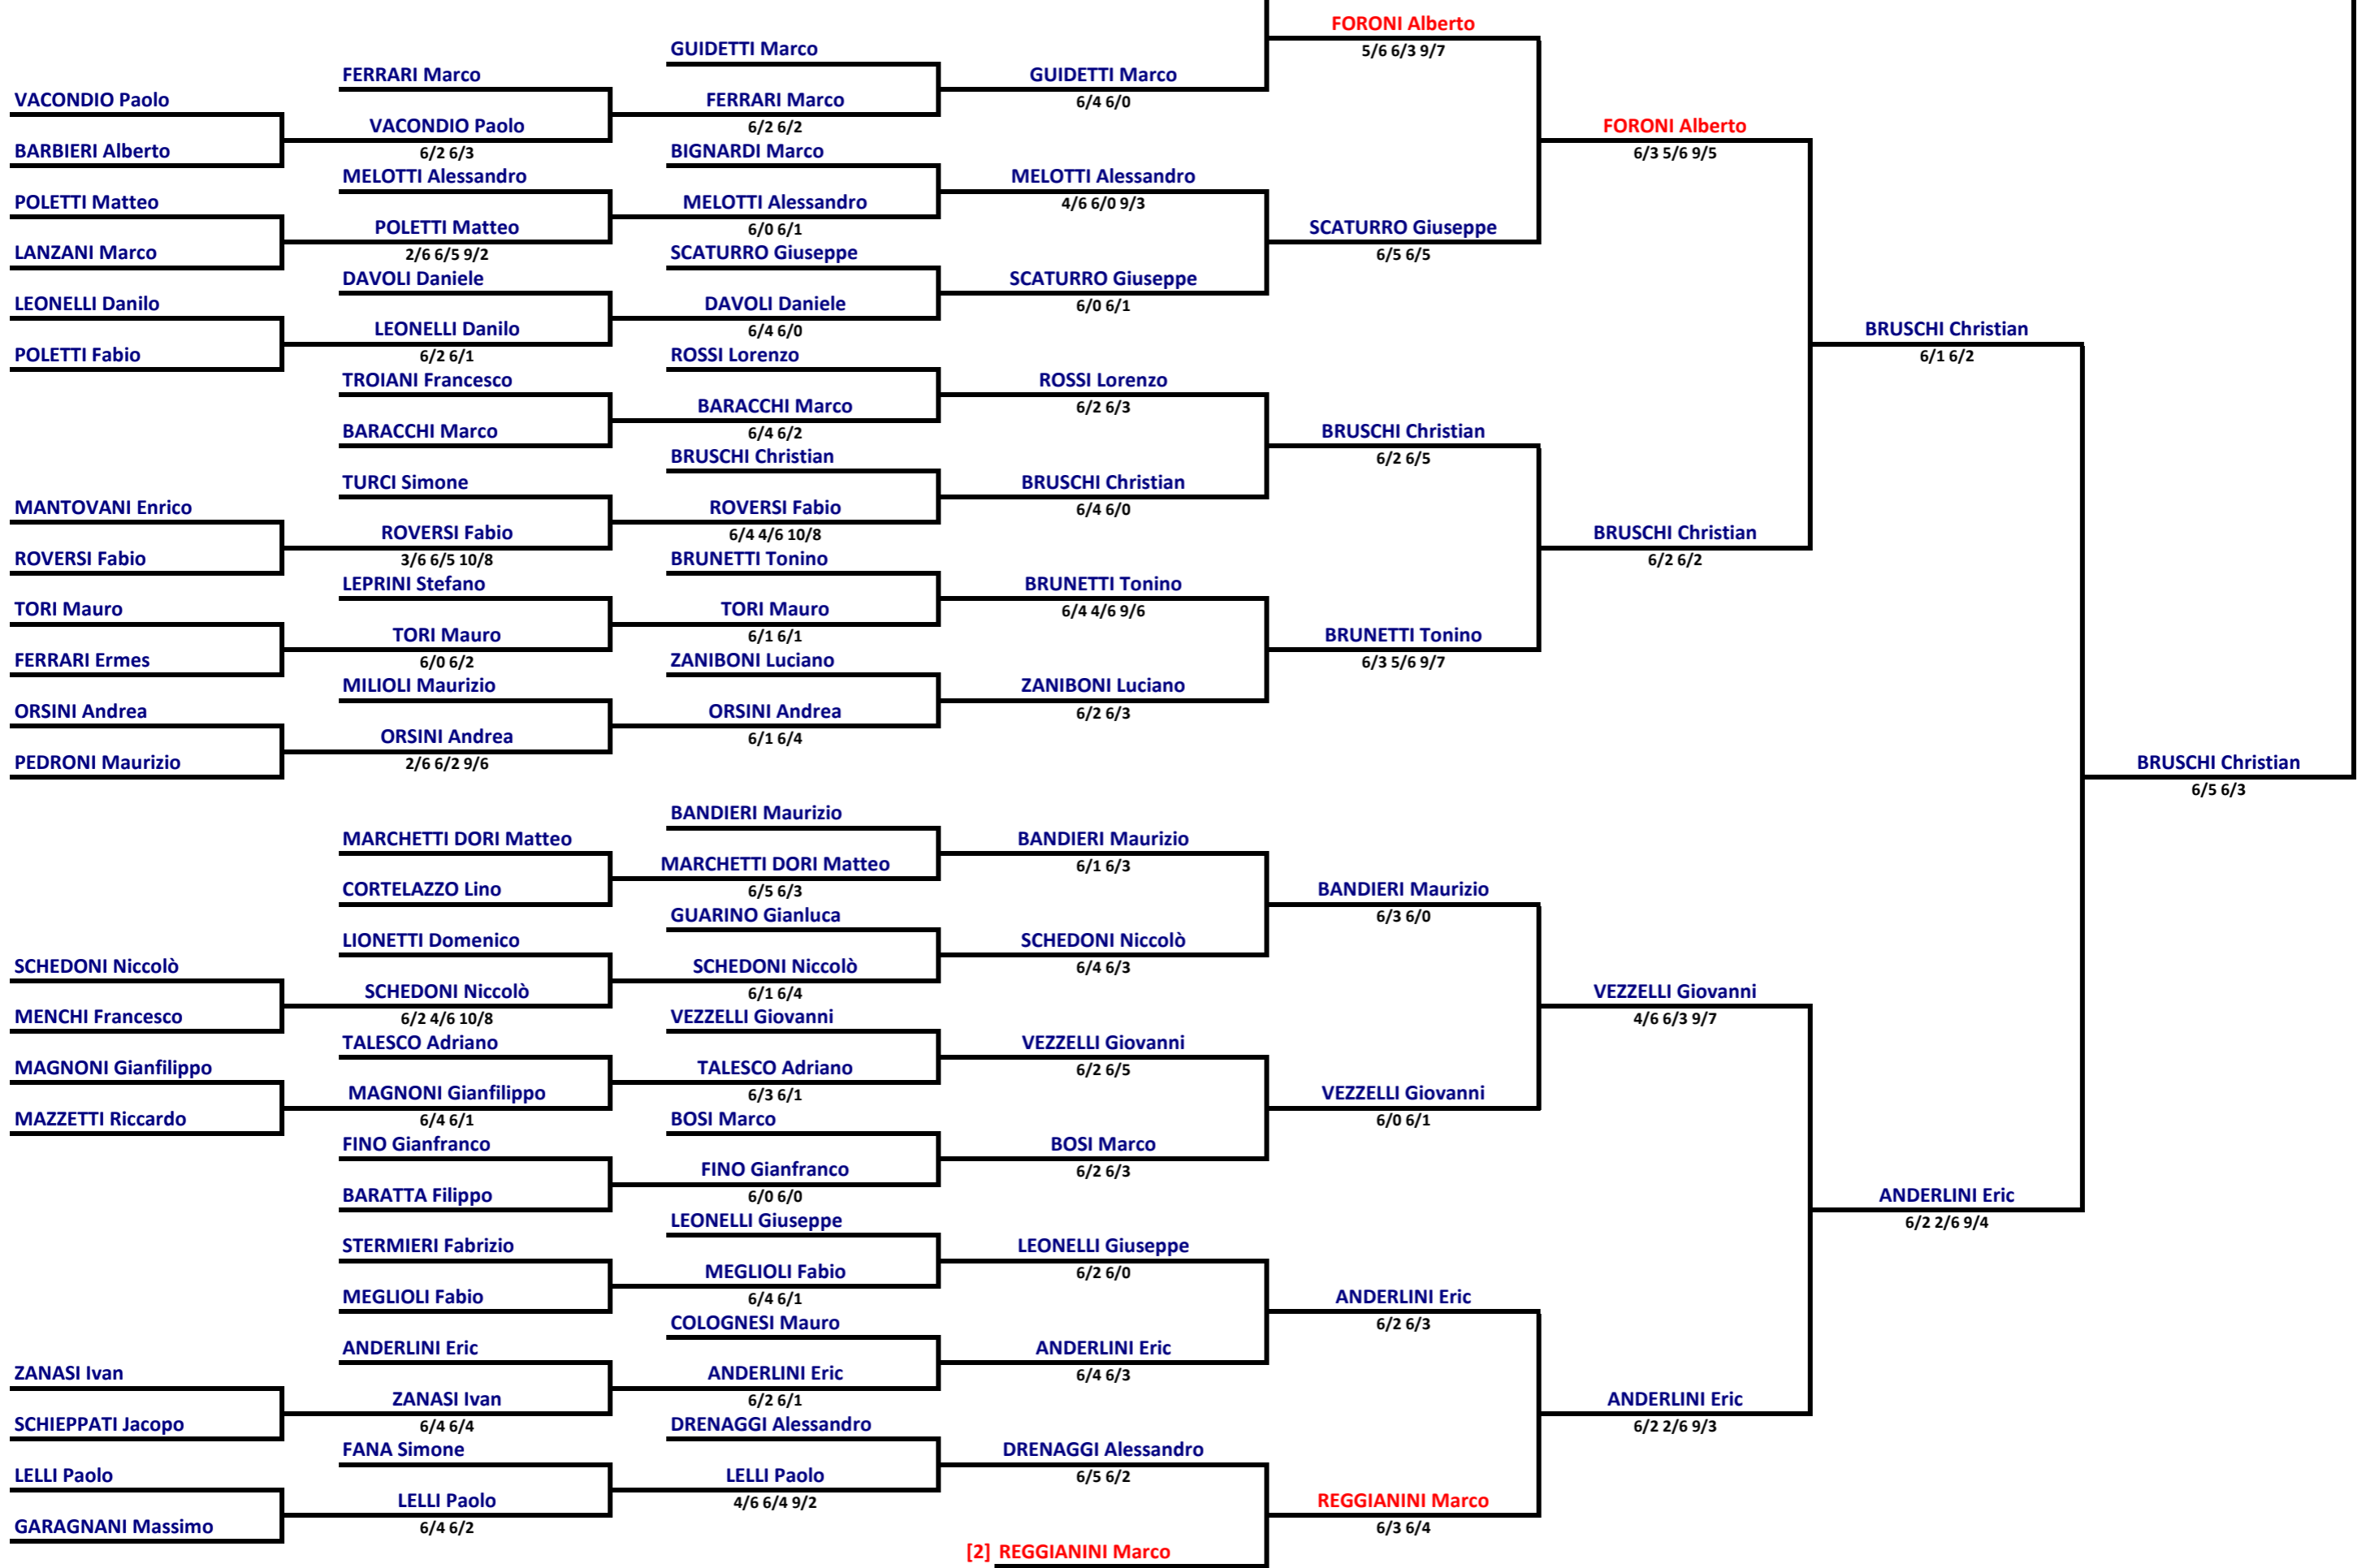 FORONI Alberto
5/6 6/3 9/7
GUIDETTI Marco
FERRARI Marco
GUIDETTI Marco
6/4 6/0
VACONDIO Paolo
FERRARI Marco
6/2 6/2
VACONDIO Paolo
6/2 6/3
FORONI Alberto
6/3 5/6 9/5
BARBIERI Alberto
BIGNARDI Marco
MELOTTI Alessandro
MELOTTI Alessandro
4/6 6/0 9/3
POLETTI Matteo
MELOTTI Alessandro
6/0 6/1
POLETTI Matteo
2/6 6/5 9/2
SCATURRO Giuseppe
6/5 6/5
LANZANI Marco
SCATURRO Giuseppe
DAVOLI Daniele
SCATURRO Giuseppe
6/0 6/1
LEONELLI Danilo
DAVOLI Daniele
6/4 6/0
LEONELLI Danilo
6/2 6/1
BRUSCHI Christian
6/1 6/2
POLETTI Fabio
ROSSI Lorenzo
TROIANI Francesco
ROSSI Lorenzo
6/2 6/3
BARACCHI Marco
6/4 6/2
BARACCHI Marco
BRUSCHI Christian
6/2 6/5
BRUSCHI Christian
TURCI Simone
BRUSCHI Christian
6/4 6/0
MANTOVANI Enrico
ROVERSI Fabio
6/4 4/6 10/8
ROVERSI Fabio
3/6 6/5 10/8
BRUSCHI Christian
6/2 6/2
ROVERSI Fabio
BRUNETTI Tonino
LEPRINI Stefano
BRUNETTI Tonino
6/4 4/6 9/6
TORI Mauro
TORI Mauro
6/1 6/1
TORI Mauro
6/0 6/2
BRUNETTI Tonino
6/3 5/6 9/7
FERRARI Ermes
ZANIBONI Luciano
MILIOLI Maurizio
ZANIBONI Luciano
6/2 6/3
ORSINI Andrea
ORSINI Andrea
6/1 6/4
ORSINI Andrea
2/6 6/2 9/6
PEDRONI Maurizio
BRUSCHI Christian
6/5 6/3
BANDIERI Maurizio
MARCHETTI DORI Matteo
BANDIERI Maurizio
6/1 6/3
MARCHETTI DORI Matteo
6/5 6/3
CORTELAZZO Lino
BANDIERI Maurizio
6/3 6/0
GUARINO Gianluca
LIONETTI Domenico
SCHEDONI Niccolò
6/4 6/3
SCHEDONI Niccolò
SCHEDONI Niccolò
6/1 6/4
SCHEDONI Niccolò
6/2 4/6 10/8
VEZZELLI Giovanni
4/6 6/3 9/7
MENCHI Francesco
VEZZELLI Giovanni
TALESCO Adriano
VEZZELLI Giovanni
6/2 6/5
MAGNONI Gianfilippo
TALESCO Adriano
6/3 6/1
MAGNONI Gianfilippo
6/4 6/1
VEZZELLI Giovanni
6/0 6/1
MAZZETTI Riccardo
BOSI Marco
FINO Gianfranco
BOSI Marco
6/2 6/3
FINO Gianfranco
6/0 6/0
BARATTA Filippo
ANDERLINI Eric
6/2 2/6 9/4
LEONELLI Giuseppe
STERMIERI Fabrizio
LEONELLI Giuseppe
6/2 6/0
MEGLIOLI Fabio
6/4 6/1
MEGLIOLI Fabio
ANDERLINI Eric
6/2 6/3
COLOGNESI Mauro
ANDERLINI Eric
ANDERLINI Eric
6/4 6/3
ZANASI Ivan
ANDERLINI Eric
6/2 6/1
ZANASI Ivan
6/4 6/4
ANDERLINI Eric
6/2 2/6 9/3
SCHIEPPATI Jacopo
DRENAGGI Alessandro
FANA Simone
DRENAGGI Alessandro
6/5 6/2
LELLI Paolo
LELLI Paolo
4/6 6/4 9/2
LELLI Paolo
6/4 6/2
REGGIANINI Marco
6/3 6/4
GARAGNANI Massimo
[2] REGGIANINI Marco